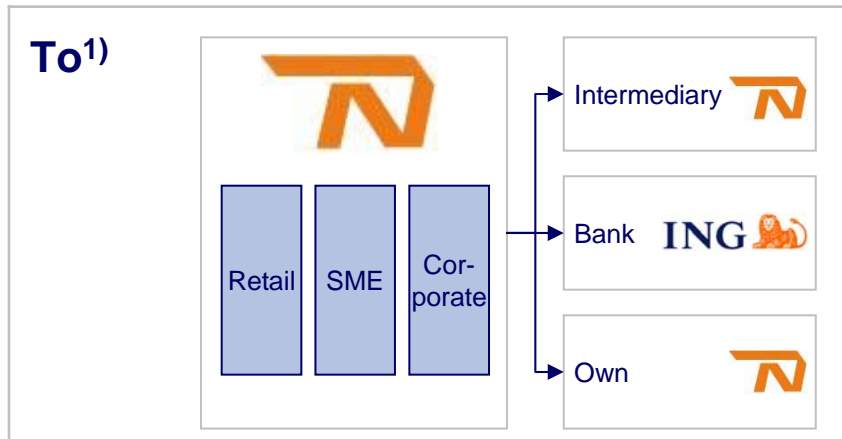 To1)
Intermediary
Retail
SME
Cor-
porate
Bank
ING
Own